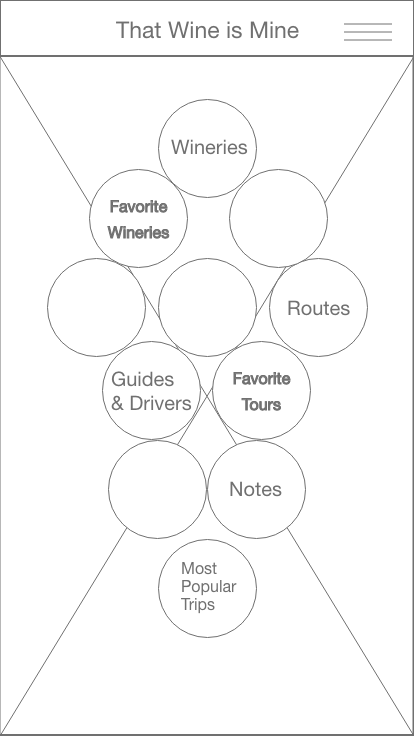 That Wine is Mine
Wineries
Favorite
Wineries
Routes
Guides
& Drivers
Favorite
Tours
Notes
Most
Popular
Trips